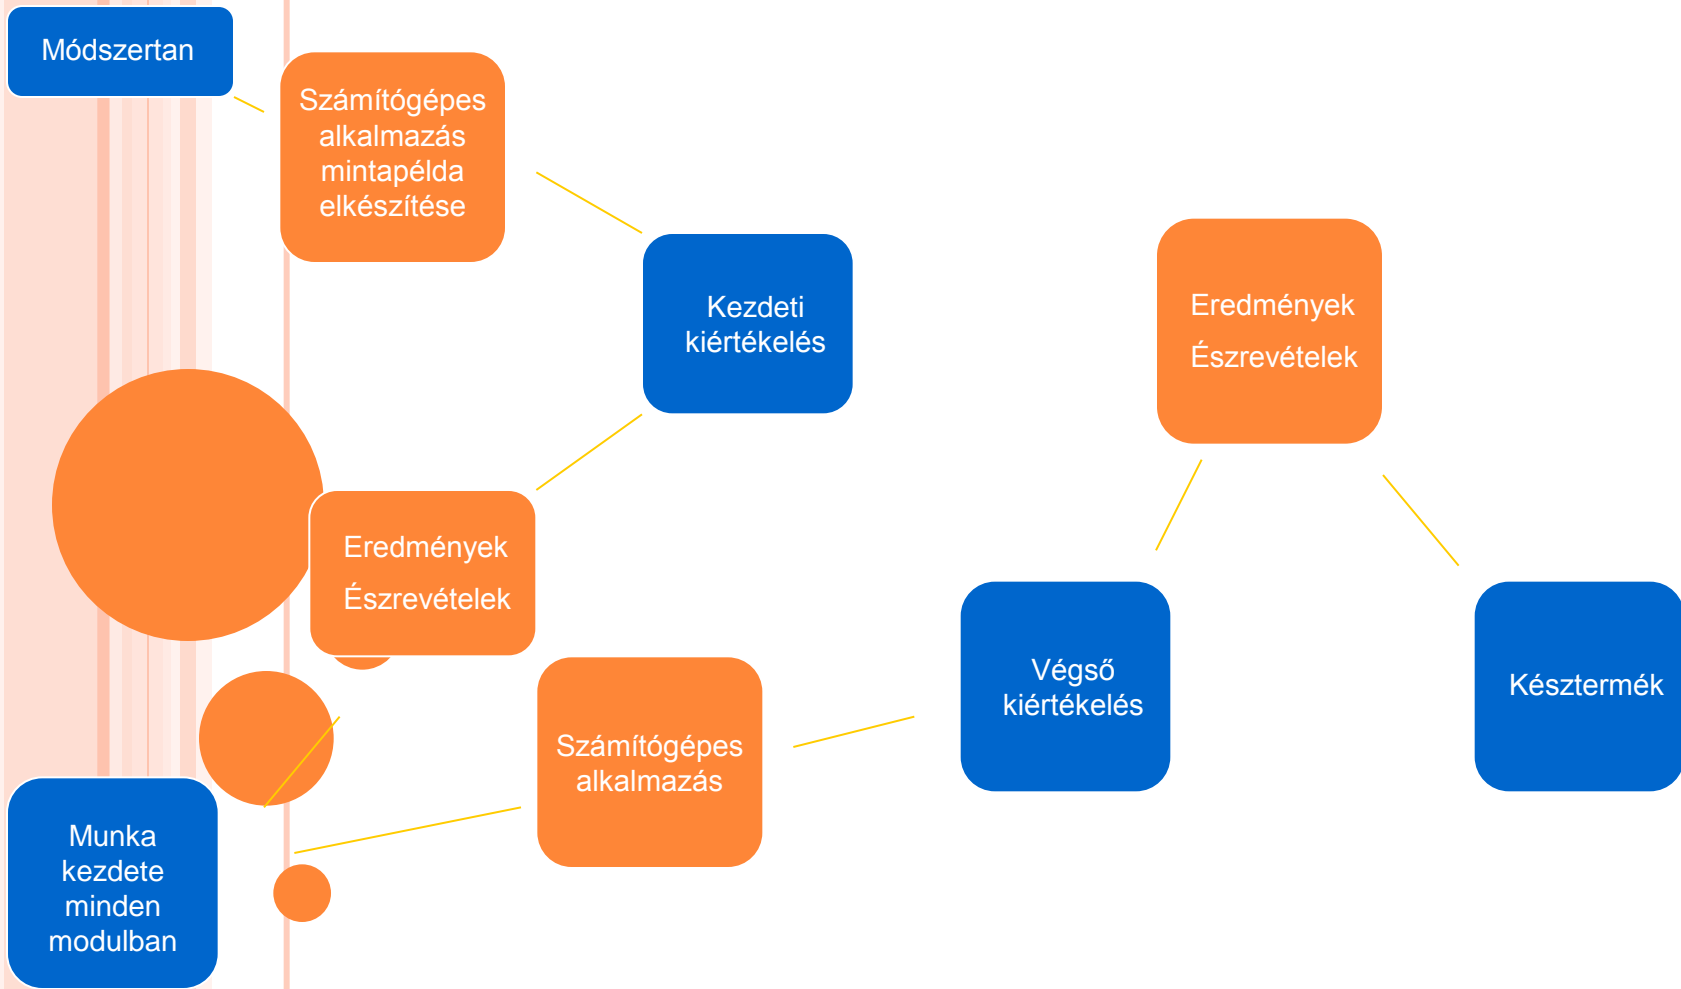 Módszertan
Számítógépes
alkalmazás
mintapélda
elkészítése
Kezdeti
kiértékelés
Eredmények
Észrevételek
Eredmények
Észrevételek
Számítógépes
alkalmazás
Végső
kiértékelés
Késztermék
Munka
kezdete
minden
modulban